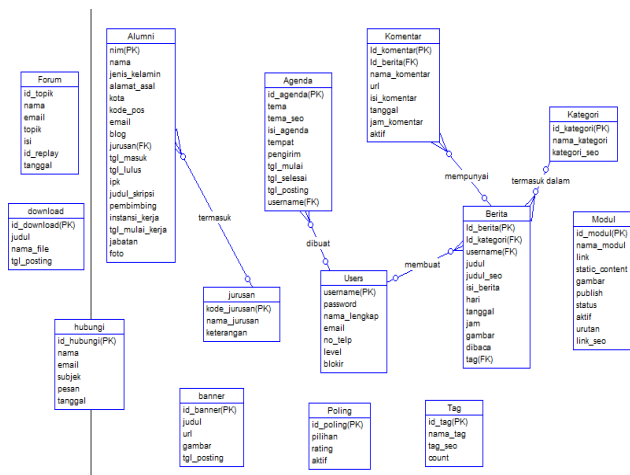 Forum
id_topik
nama
email
topik
isi
id_replay
tanggal
download
id_download(PK)
judul
nama_file
tgl_posting
hubungi
id_hubungi(PK)
nama
email
subjek
pesan
tanggal
Alumni
nim(PK)
nama
jenis_kelamin
alamat_asal
kota
kode_pos
email
blog
jurusan(FK)
tgl_masuk
tgl_lulus
ipk
judul_skripsi
pembimbing
instansi_kerja
tgl_mulai_kerja
jabatan
foto
termasuk
jurusan
kode_jurusan(PK)
nama_jurusan
keterangan
Agenda
id_agenda(PK)
tema
tema_seo
isi_agenda
tempat
pengirim
tgl_mulai
tgl_selesai
tgl_posting
username(FK)
dibuat
Users
username(PK)
password
nama_lengkap
email
no_telp
level
blokir
membuat
Komentar
Id_komentar(PK)
Id_berita(FK)
nama_komentar
url
isi_komentar
tanggal
jam_komentar
aktif
mempunyai
Kategori
id_kategori(PK)
nama_kategori
kategori_seo
termasuk dalam
Berita
Id_berita(PK)
Id_kategori(FK)
username(FK)
judul
judul_seo
isi_berita
hari
tanggal
jam
gambar
dibaca
tag(FK)
Modul
id_modul(PK)
nama_modul
link
static_content
gambar
publish
status
aktif
urutan
link_seo
banner
id_banner(PK)
judul
url
gambar
tgl_posting
Poling
id_poling(PK)
pilihan
rating
aktif
Tag
id_tag(PK)
nama_tag
tag_seo
count